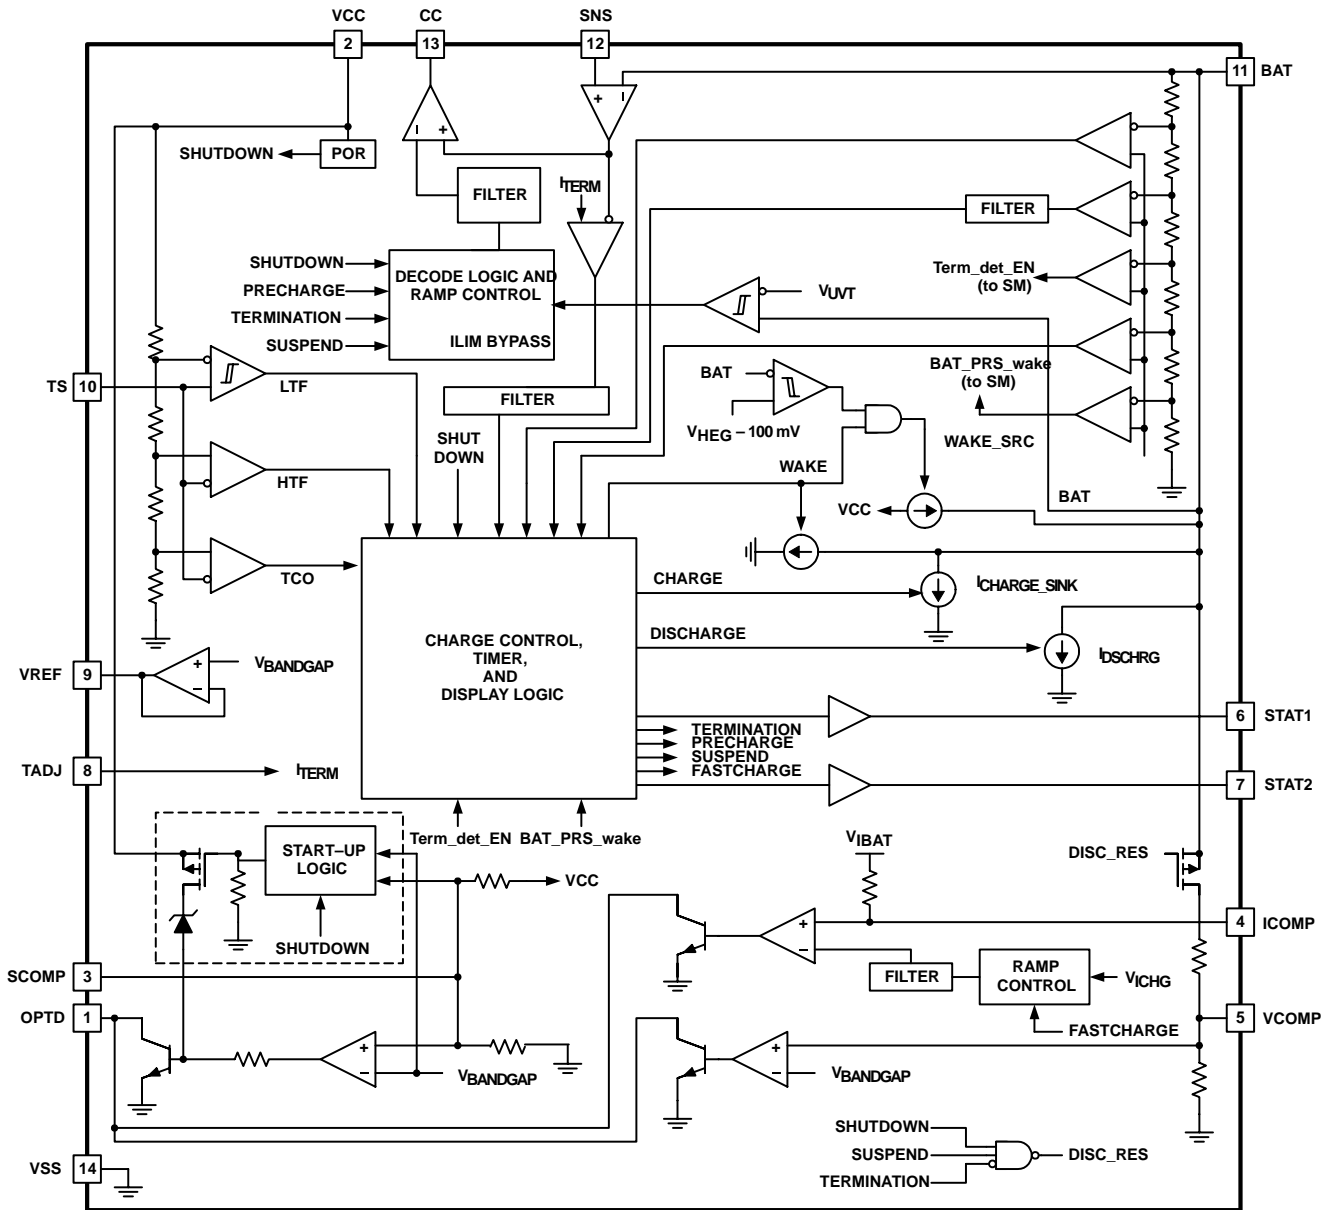 VCC
CC
SNS
2
13
12
11
BAT
SHUTDOWN
POR
FILTER
ITERM
FILTER
SHUTDOWN
PRECHARGE
TERMINATION
SUSPEND
DECODE LOGIC AND
RAMP CONTROL
ILIM BYPASS
VUVT
Term_det_EN
(to SM)
BAT_PRS_wake
(to SM)
WAKE_SRC
TS
10
LTF
FILTER
BAT
VHEG – 100 mV
SHUT
DOWN
HTF
WAKE
VCC
BAT
TCO
CHARGE
ICHARGE_SINK
DISCHARGE
IDSCHRG
CHARGE CONTROL,
TIMER,
AND
DISPLAY LOGIC
VREF
9
+
–
VBANDGAP
TERMINATION
PRECHARGE
SUSPEND
FASTCHARGE
6
STAT1
TADJ
8
ITERM
7
STAT2
Term_det_EN
BAT_PRS_wake
START–UP
LOGIC
SHUTDOWN
VCC
VIBAT
DISC_RES
+
–
4
ICOMP
FILTER
RAMP
CONTROL
VICHG
FASTCHARGE
SCOMP
3
OPTD
1
+
–
VBANDGAP
+
–
VBANDGAP
5
VCOMP
SHUTDOWN
SUSPEND
TERMINATION
DISC_RES
VSS
14